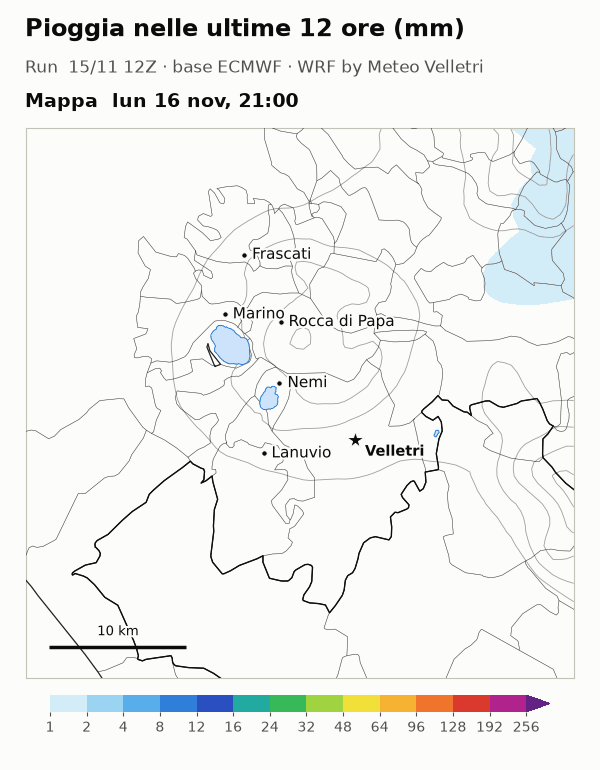 Pioggia nelle ultime 12 ore (mm)
Run  15/11 12Z · base ECMWF · WRF by Meteo Velletri
Mappa  lun 16 nov, 21:00
Frascati
Marino
Rocca di Papa
Nemi
Velletri
Lanuvio
10 km
1 2 4 8 12 16 24 32 48 64 96 128 192 256